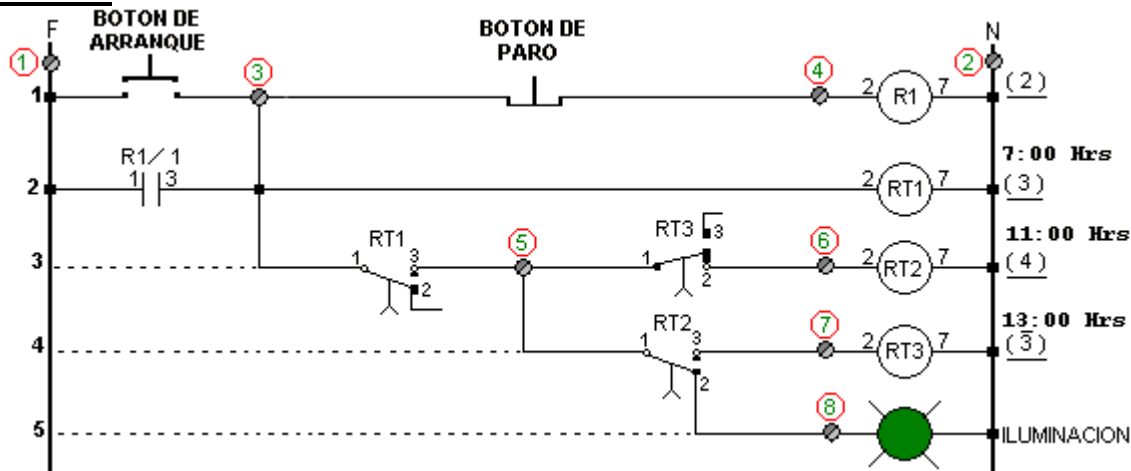 F
BOTON DE
ARRANQUE
BOTON DE
PARO
N
1
3
4
2
1
2 R1 7
(2)
R1/1
1 3
7:00 Hrs
2
2 RT1 7
(3)
RT1
5
RT3
3
6
11:00 Hrs
3
1
3
2
1
2
2 RT2 7
(4)
RT2
7
13:00 Hrs
4
1
3
2
2 RT3 7
(3)
8
5
ILUMINACION